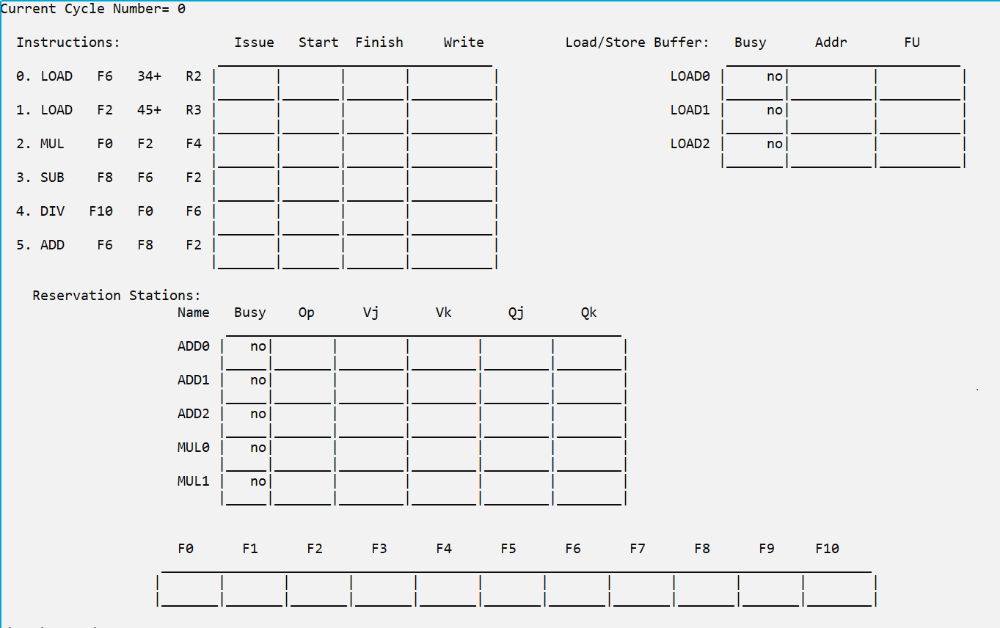 Current Cycle Number= 0
Instructions: Issue Start Finish Write Load/Store Buffer: Busy Addr FU
0. LOAD F6 34+ R2 LOAD0 no
1. LOAD F2 45+ R3 LOAD1 no
2. MUL F0 F2 F4 LOAD2 no
3. SUB F8 F6 F2
4. DIV F10 F0 F6
5. ADD F6 F8 F2
Reservation Stations:
Name Busy Op Vj Vk Qj Qk
ADD0 no
ADD1 no
ADD2 no
MUL0 no
MUL1 no
F0 F1 F2 F3 F4 F5 F6 F7 F8 F9 F10